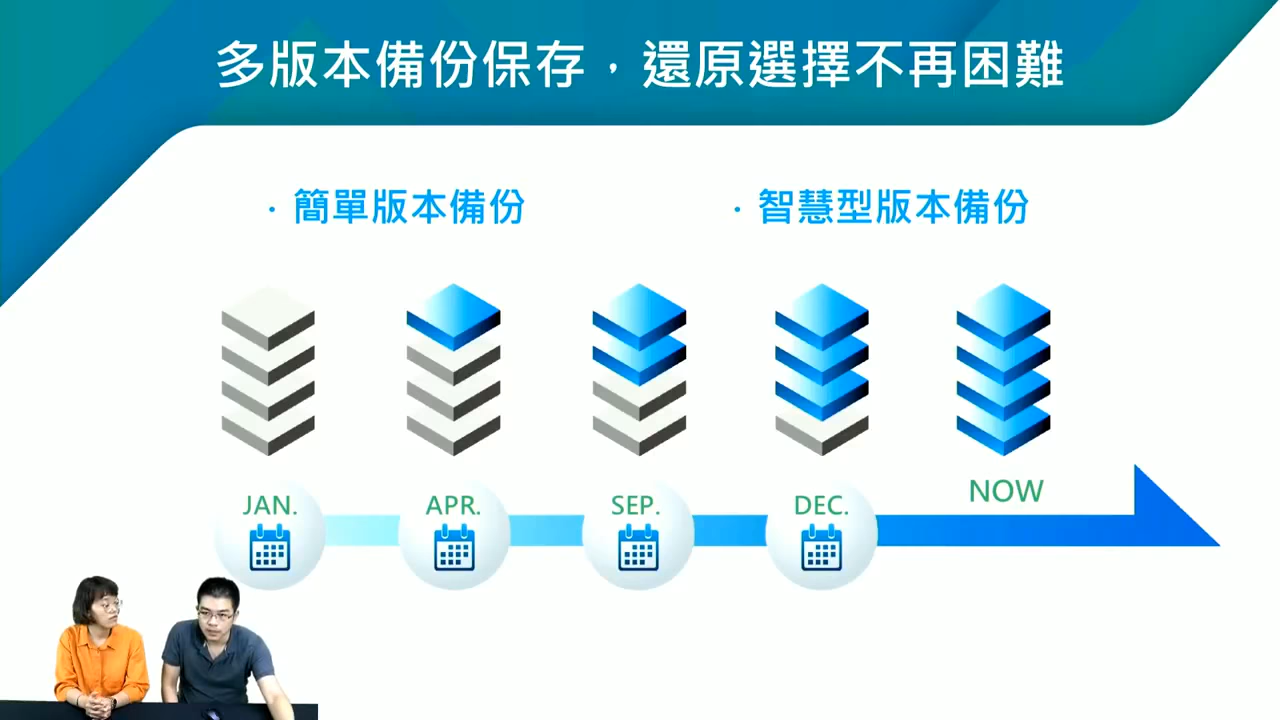 多版本備份保存，還原選擇不再困難
· 簡單版本備份
· 智慧型版本備份
JAN.
APR.
SEP.
DEC.
NOW